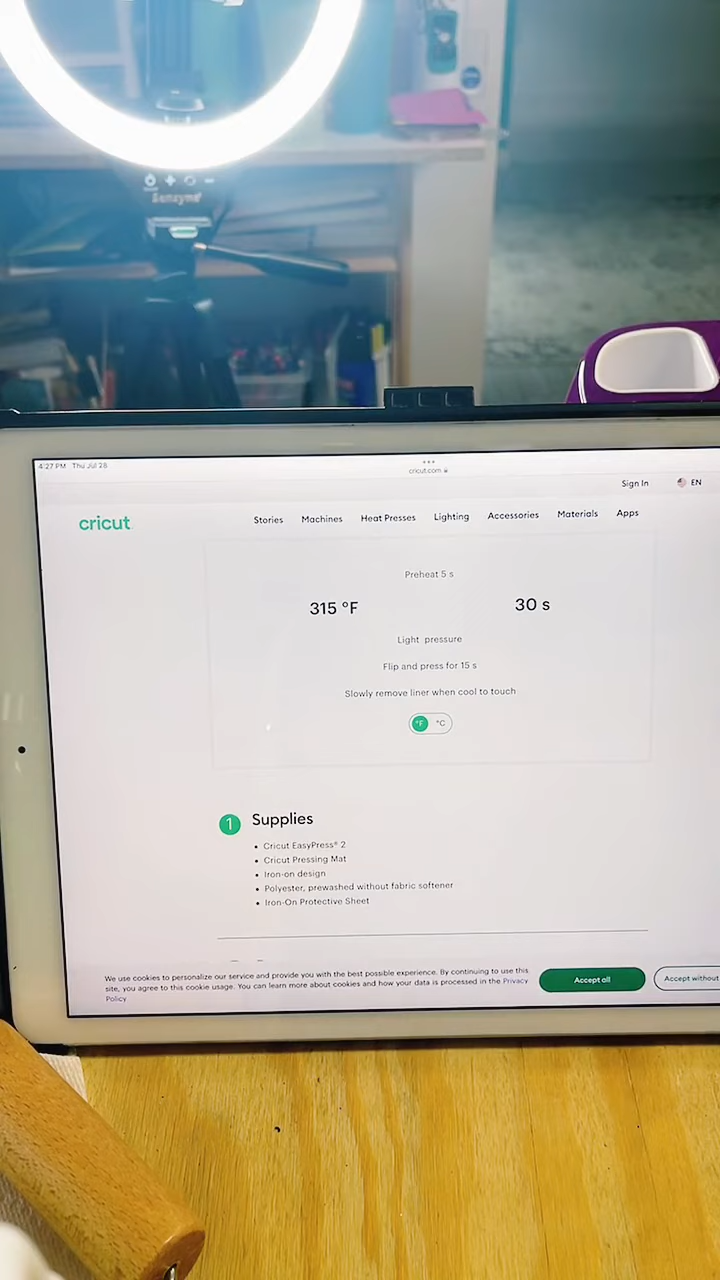 Sensyne
4:27 PM Thu Jul 28
cricut.com
Sign In EN
cricut Stories Machines Heat Presses Lighting Accessories Materials Apps
Preheat 5 s
315 °F 30 s
Light pressure
Flip and press for 15 s
Slowly remove liner when cool to touch
°F °C
1 Supplies
• Cricut EasyPress® 2
• Cricut Pressing Mat
• Iron-on design
• Polyester, prewashed without fabric softener
• Iron-On Protective Sheet
We use cookies to personalize our service and provide you with the best possible experience. By continuing to use this
site, you agree to this cookie usage. You can learn more about cookies and how your data is processed in the Privacy
Policy
Accept all Accept without